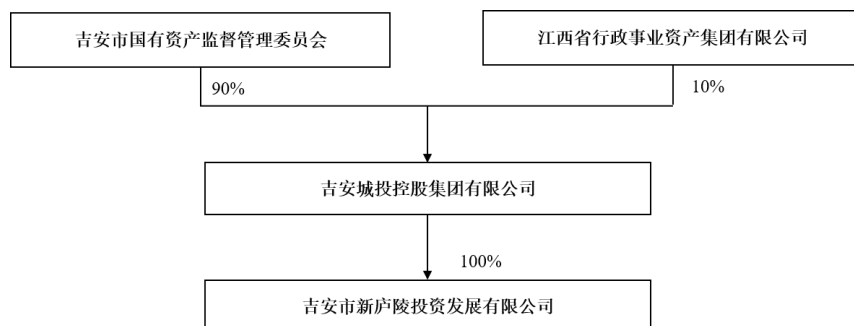 吉安市国有资产监督管理委员会
江西省行政事业资产集团有限公司
90%
10%
吉安城投控股集团有限公司
100%
吉安市新庐陵投资发展有限公司